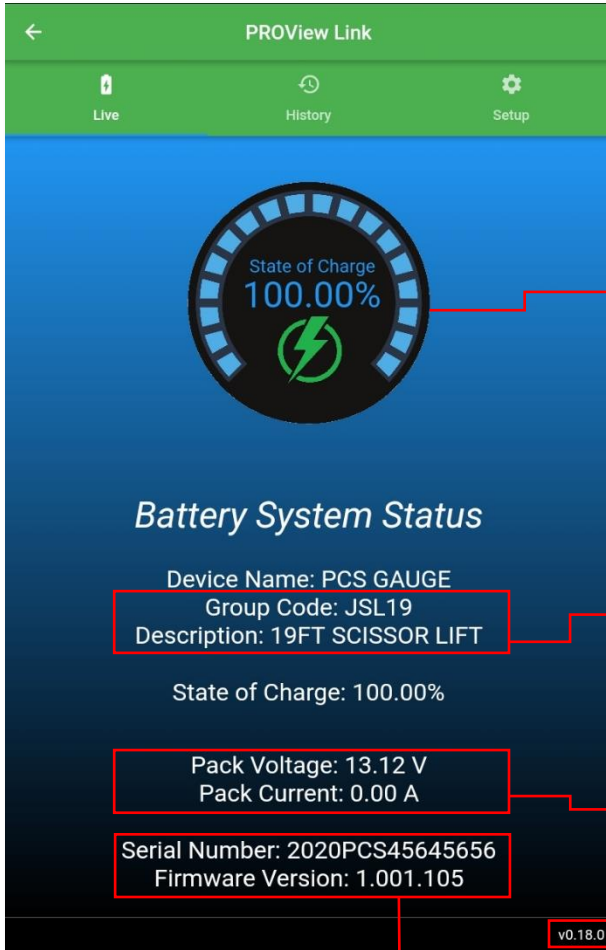 PROView Link
Live
History
Setup
State of Charge
100.00%
Battery System Status
Device Name: PCS GAUGE
Group Code: JSL19
Description: 19FT SCISSOR LIFT
State of Charge: 100.00%
Pack Voltage: 13.12 V
Pack Current: 0.00 A
Serial Number: 2020PCS45645656
Firmware Version: 1.001.105
v0.18.0